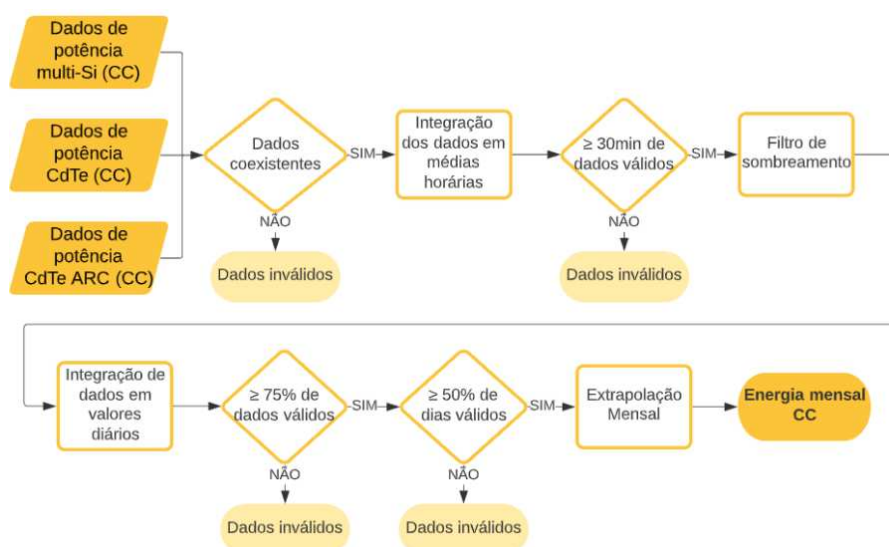 Dados de
potência
multi-Si (CC)
Dados de
potência
CdTe (CC)
Dados de
potência
CdTe ARC (CC)
Dados
coexistentes
SIM
NÃO
Dados inválidos
Integração
dos dados em
médias
horárias
≥ 30min de
dados válidos
SIM
NÃO
Dados inválidos
Filtro de
sombreamento
Integração de
dados em
valores
diários
≥ 75% de
dados válidos
SIM
NÃO
Dados inválidos
≥ 50% de
dias válidos
SIM
NÃO
Dados inválidos
Extrapolação
Mensal
Energia mensal
CC